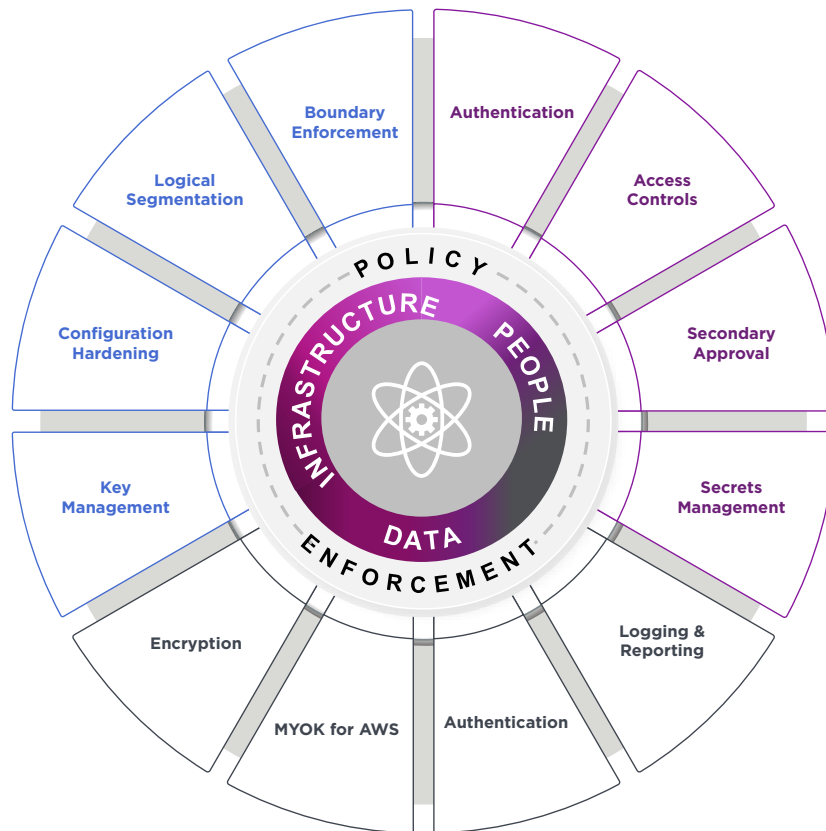 Boundary
Enforcement
Authentication
Logical
Segmentation
Access
Controls
Configuration
Hardening
Secondary
Approval
Key
Management
Secrets
Management
Encryption
Logging &
Reporting
MYOK for AWS
Authentication
POLICY
ENFORCEMENT
INFRASTRUCTURE
PEOPLE
DATA